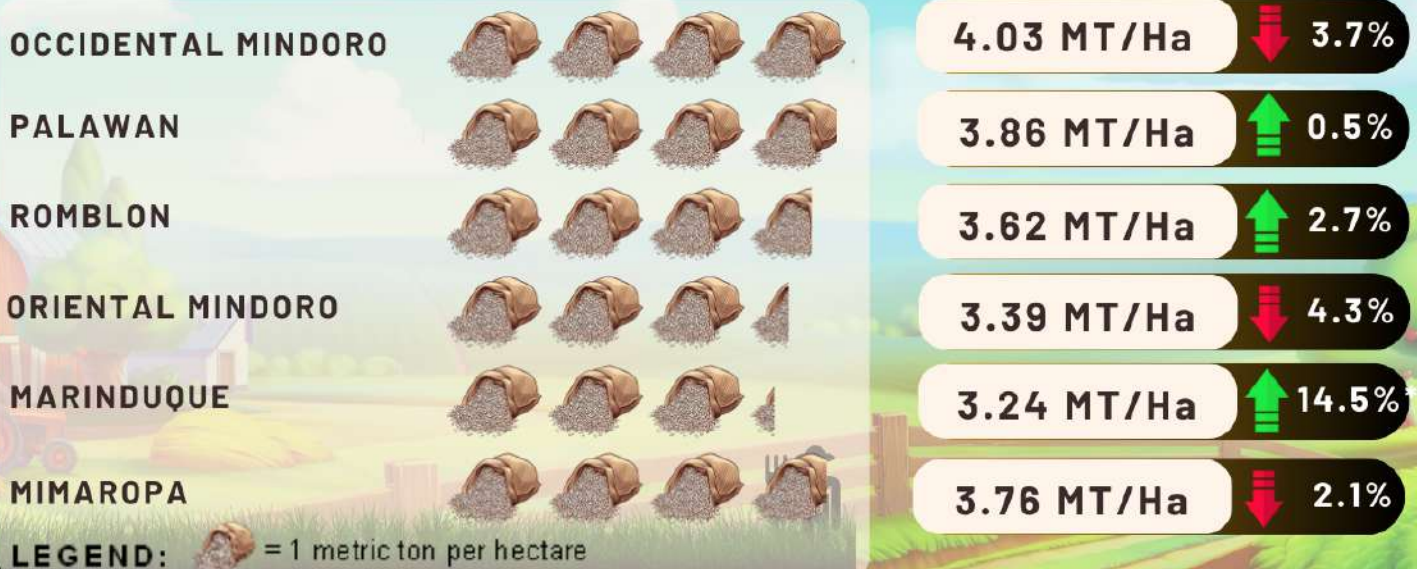 OCCIDENTAL MINDORO 4.03 MT/Ha 3.7%
PALAWAN 3.86 MT/Ha 0.5%
ROMBLON 3.62 MT/Ha 2.7%
ORIENTAL MINDORO 3.39 MT/Ha 4.3%
MARINDUQUE 3.24 MT/Ha 14.5%*
MIMAROPA 3.76 MT/Ha 2.1%
LEGEND: = 1 metric ton per hectare